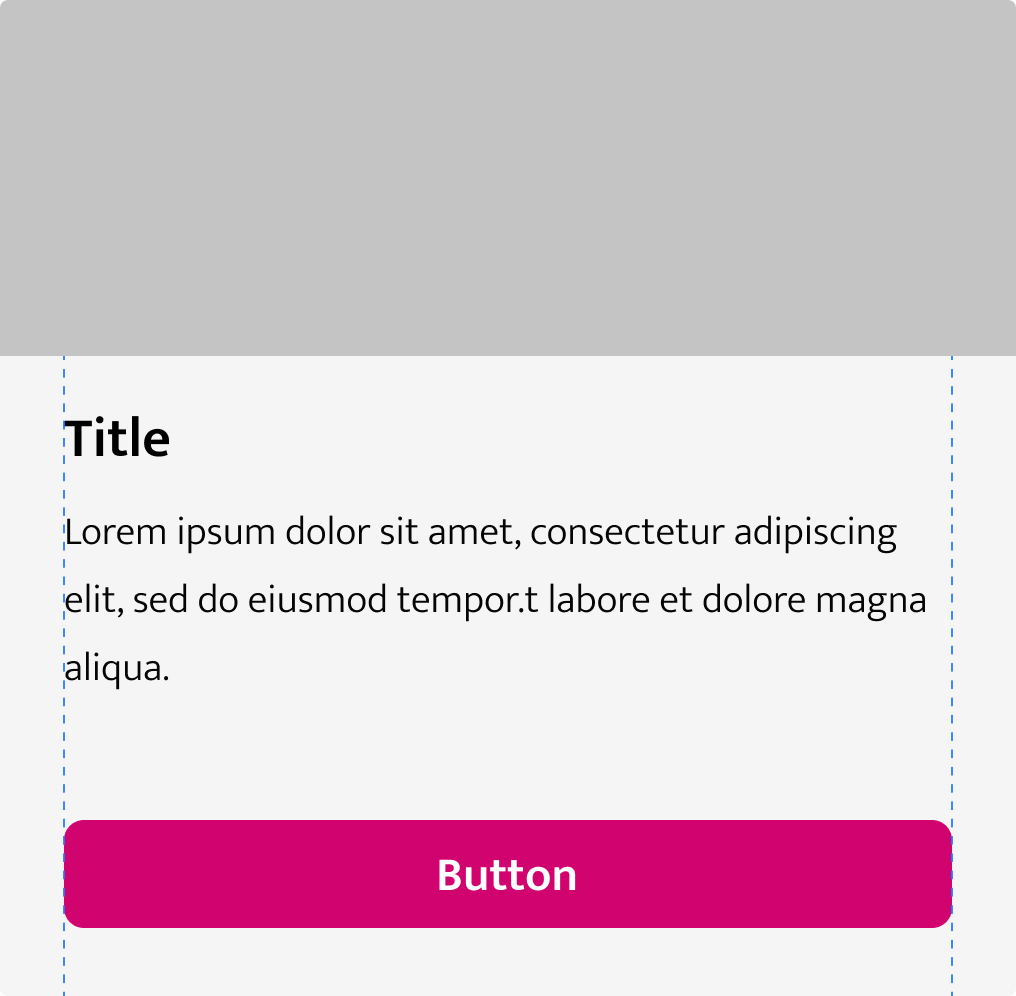 Title
Lorem ipsum dolor sit amet, consectetur adipiscing
elit, sed do eiusmod tempor.t labore et dolore magna
aliqua.
Button